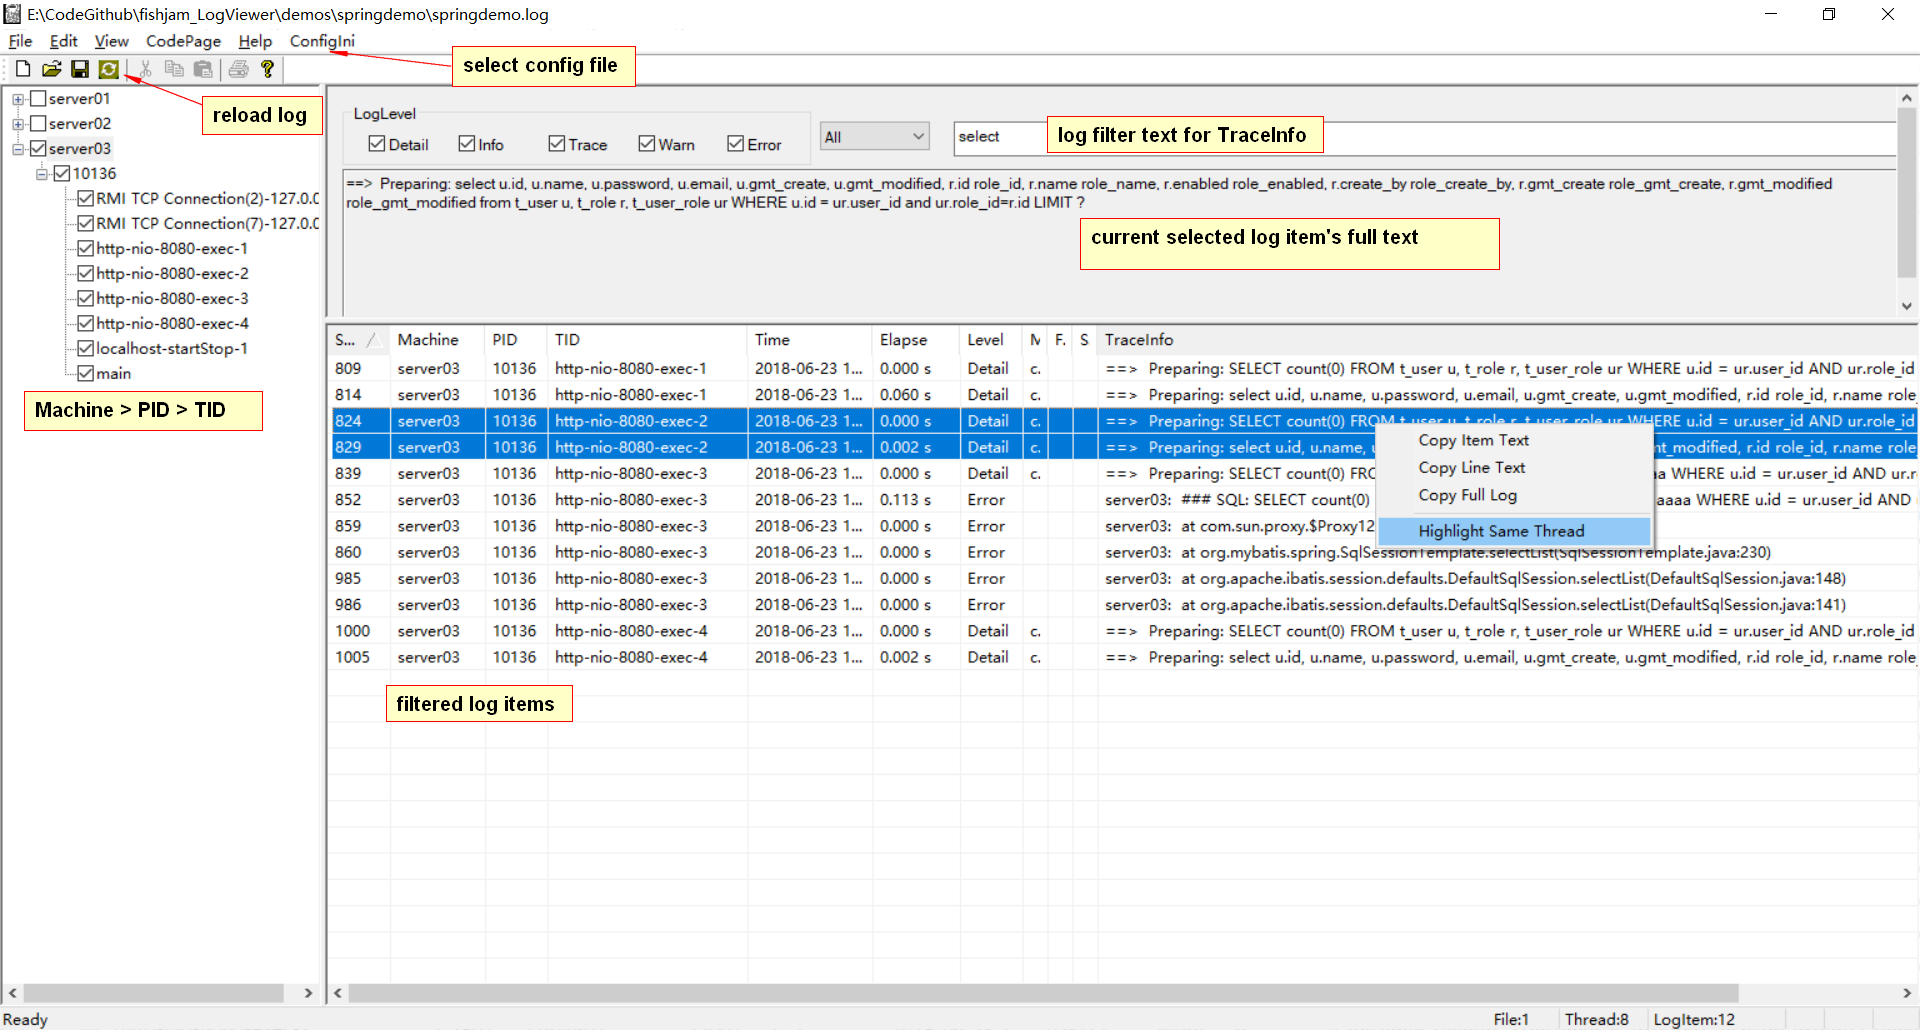 E:\CodeGithub\fishjam_LogViewer\demos\springdemo\springdemo.log
File Edit View CodePage Help ConfigIni
select config file
reload log
server01
server02
server03
10136
RMI TCP Connection(2)-127.0.0
RMI TCP Connection(7)-127.0.0
http-nio-8080-exec-1
http-nio-8080-exec-2
http-nio-8080-exec-3
http-nio-8080-exec-4
localhost-startStop-1
main
Machine > PID > TID
LogLevel
Detail Info Trace Warn Error All select log filter text for TraceInfo
==> Preparing: select u.id, u.name, u.password, u.email, u.gmt_create, u.gmt_modified, r.id role_id, r.name role_name, r.enabled role_enabled, r.create_by role_create_by, r.gmt_create role_gmt_create, r.gmt_modified
role_gmt_modified from t_user u, t_role r, t_user_role ur WHERE u.id = ur.user_id and ur.role_id=r.id LIMIT ?
current selected log item's full text
S... Machine PID TID Time Elapse Level M F. S TraceInfo
809 server03 10136 http-nio-8080-exec-1 2018-06-23 1... 0.000 s Detail c. ==> Preparing: SELECT count(0) FROM t_user u, t_role r, t_user_role ur WHERE u.id = ur.user_id AND ur.role_id
814 server03 10136 http-nio-8080-exec-1 2018-06-23 1... 0.060 s Detail c. ==> Preparing: select u.id, u.name, u.password, u.email, u.gmt_create, u.gmt_modified, r.id role_id, r.name role_
824 server03 10136 http-nio-8080-exec-2 2018-06-23 1... 0.000 s Detail c. ==> Preparing: SELECT count(0) FROM t_user u, t_role r, t_user_role ur WHERE u.id = ur.user_id AND ur.role_id
829 server03 10136 http-nio-8080-exec-2 2018-06-23 1... 0.002 s Detail c. ==> Preparing: select u.id, u.name, nt_modified, r.id role_id, r.name role_
839 server03 10136 http-nio-8080-exec-3 2018-06-23 1... 0.000 s Detail c. ==> Preparing: SELECT count(0) FRO aa WHERE u.id = ur.user_id AND ur.r
852 server03 10136 http-nio-8080-exec-3 2018-06-23 1... 0.113 s Error server03: ### SQL: SELECT count(0) aaaa WHERE u.id = ur.user_id AND
859 server03 10136 http-nio-8080-exec-3 2018-06-23 1... 0.000 s Error server03: at com.sun.proxy.$Proxy12
860 server03 10136 http-nio-8080-exec-3 2018-06-23 1... 0.000 s Error server03: at org.mybatis.spring.SqlSessionTemplate.selectList(SqlSessionTemplate.java:230)
985 server03 10136 http-nio-8080-exec-3 2018-06-23 1... 0.000 s Error server03: at org.apache.ibatis.session.defaults.DefaultSqlSession.selectList(DefaultSqlSession.java:148)
986 server03 10136 http-nio-8080-exec-3 2018-06-23 1... 0.000 s Error server03: at org.apache.ibatis.session.defaults.DefaultSqlSession.selectList(DefaultSqlSession.java:141)
1000 server03 10136 http-nio-8080-exec-4 2018-06-23 1... 0.000 s Detail c. ==> Preparing: SELECT count(0) FROM t_user u, t_role r, t_user_role ur WHERE u.id = ur.user_id AND ur.role_id
1005 server03 10136 http-nio-8080-exec-4 2018-06-23 1... 0.002 s Detail c. ==> Preparing: select u.id, u.name, u.password, u.email, u.gmt_create, u.gmt_modified, r.id role_id, r.name role_
Copy Item Text
Copy Line Text
Copy Full Log
Highlight Same Thread
filtered log items
Ready File:1 Thread:8 LogItem:12